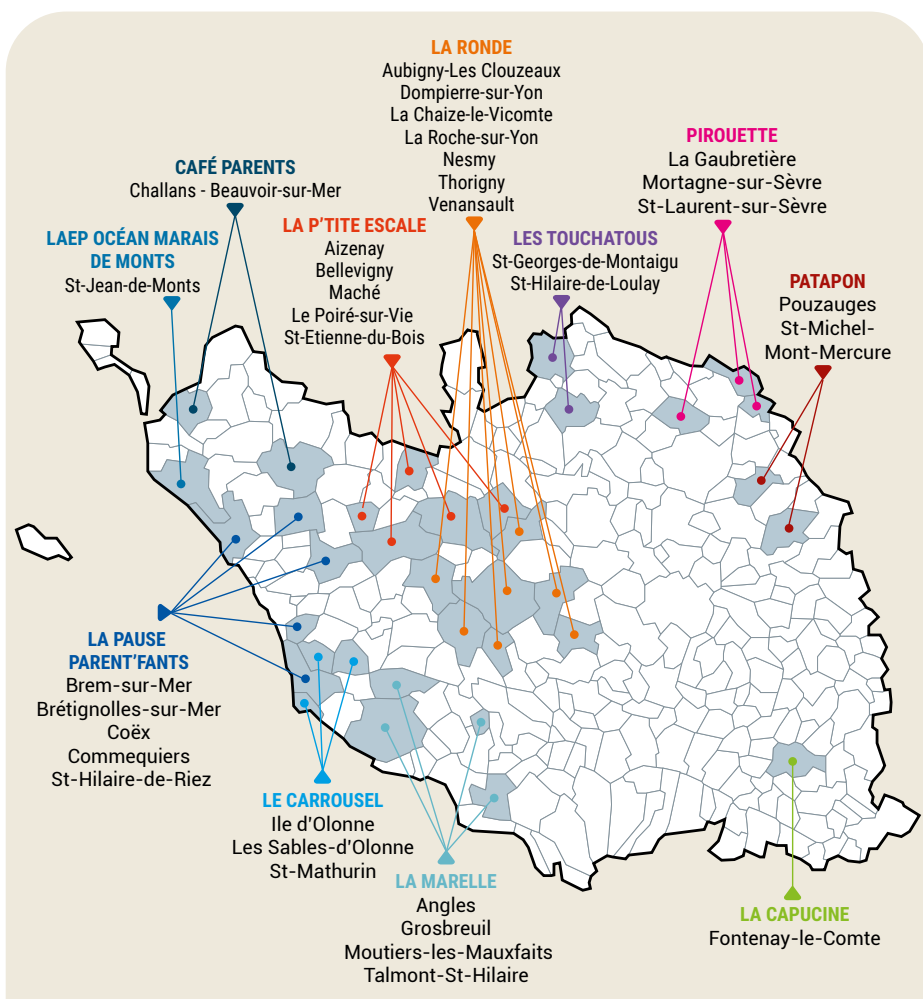 LA RONDE
Aubigny-Les Clouzeaux
Dompierre-sur-Yon
La Chaize-le-Vicomte
La Roche-sur-Yon
Nesmy
Thorigny
Venansault
PIROUETTE
La Gaubretière
Mortagne-sur-Sèvre
St-Laurent-sur-Sèvre
CAFÉ PARENTS
Challans - Beauvoir-sur-Mer
LA P'TITE ESCALE
Aizenay
Bellevigny
Maché
Le Poiré-sur-Vie
St-Etienne-du-Bois
LAEP OCÉAN MARAIS
DE MONTS
St-Jean-de-Monts
LES TOUCHATOUS
St-Georges-de-Montaigu
St-Hilaire-de-Loulay
PATAPON
Pouzauges
St-Michel-
Mont-Mercure
LA PAUSE
PARENT'FANTS
Brem-sur-Mer
Brétignolles-sur-Mer
Coëx
Commequiers
St-Hilaire-de-Riez
LE CARROUSEL
Ile d'Olonne
Les Sables-d'Olonne
St-Mathurin
LA MARELLE
Angles
Grosbreuil
Moutiers-les-Mauxfaits
Talmont-St-Hilaire
LA CAPUCINE
Fontenay-le-Comte